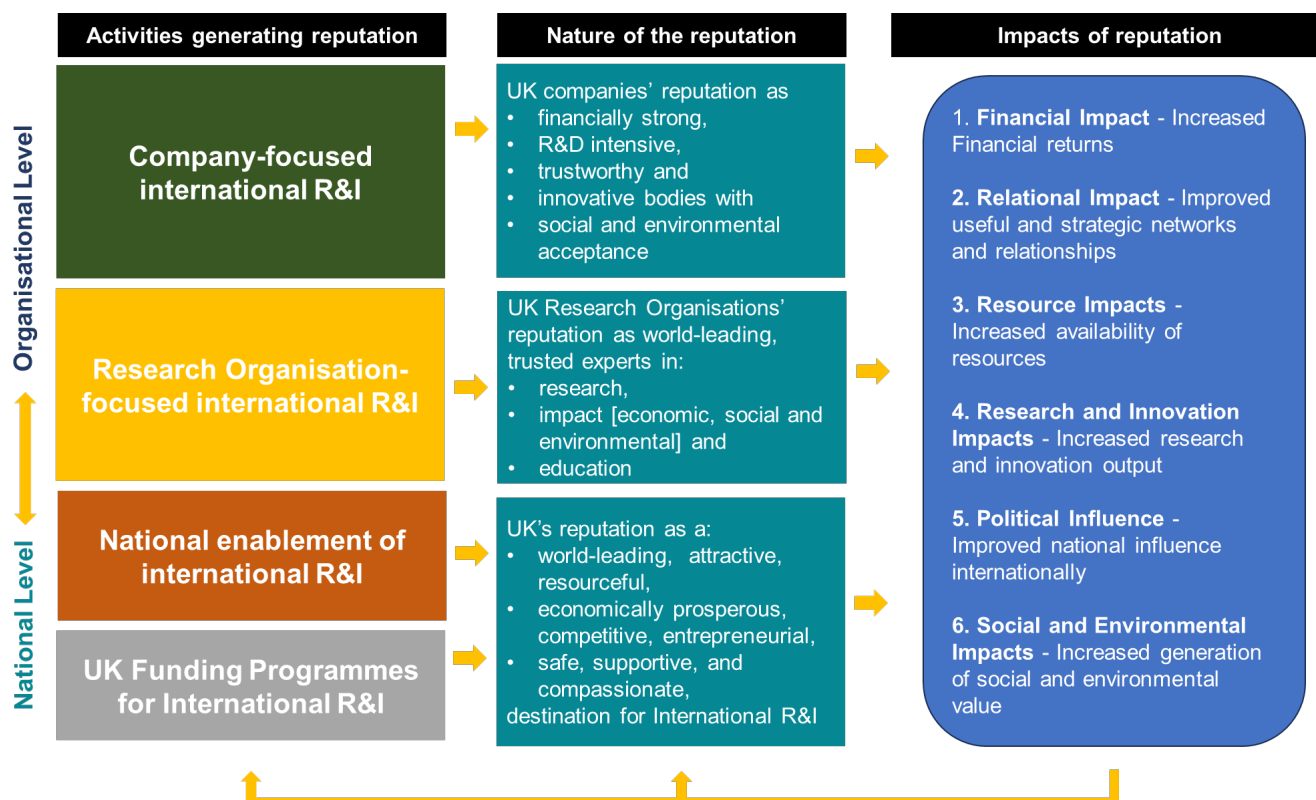 Activities generating reputation
Nature of the reputation
Impacts of reputation
Organisational Level
National Level
Company-focused
international R&I
Research Organisation-
focused international R&I
National enablement of
international R&I
UK Funding Programmes
for International R&I
UK companies’ reputation as
• financially strong,
• R&D intensive,
• trustworthy and
• innovative bodies with
• social and environmental
acceptance
UK Research Organisations’
reputation as world-leading,
trusted experts in:
• research,
• impact [economic, social and
environmental] and
• education
UK’s reputation as a:
• world-leading, attractive,
resourceful,
• economically prosperous,
competitive, entrepreneurial,
• safe, supportive, and
compassionate,
destination for International R&I
1. Financial Impact - Increased
Financial returns
2. Relational Impact - Improved
useful and strategic networks
and relationships
3. Resource Impacts -
Increased availability of
resources
4. Research and Innovation
Impacts - Increased research
and innovation output
5. Political Influence -
Improved national influence
internationally
6. Social and Environmental
Impacts - Increased generation
of social and environmental
value